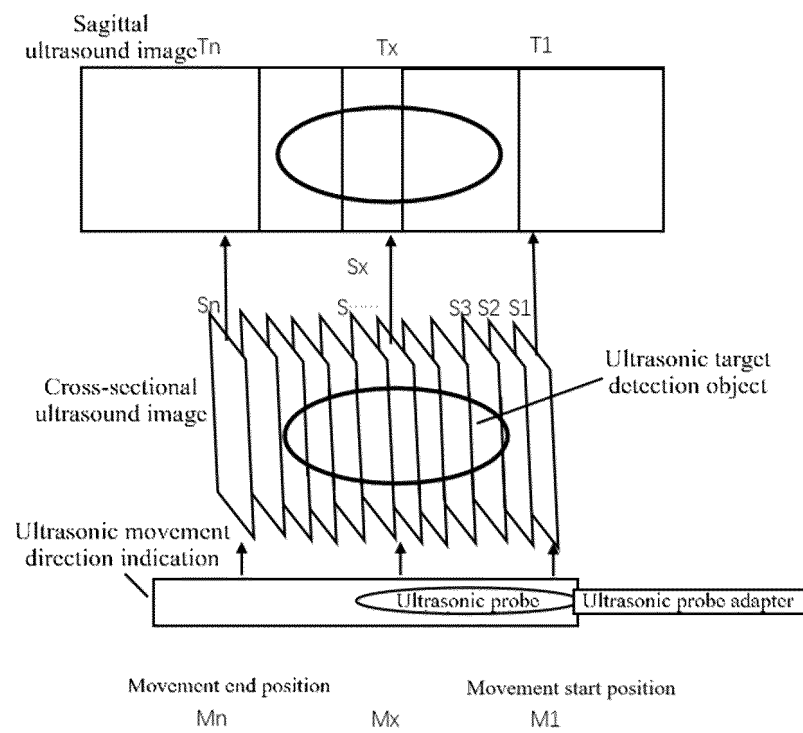 Sagittal
ultrasound image
Tn Tx T1
Sx
Sn S...... S3 S2 S1
Ultrasonic target
detection object
Cross-sectional
ultrasound image
Ultrasonic movement
direction indication
Ultrasonic probe
Ultrasonic probe adapter
Movement end position
Movement start position
Mn Mx M1